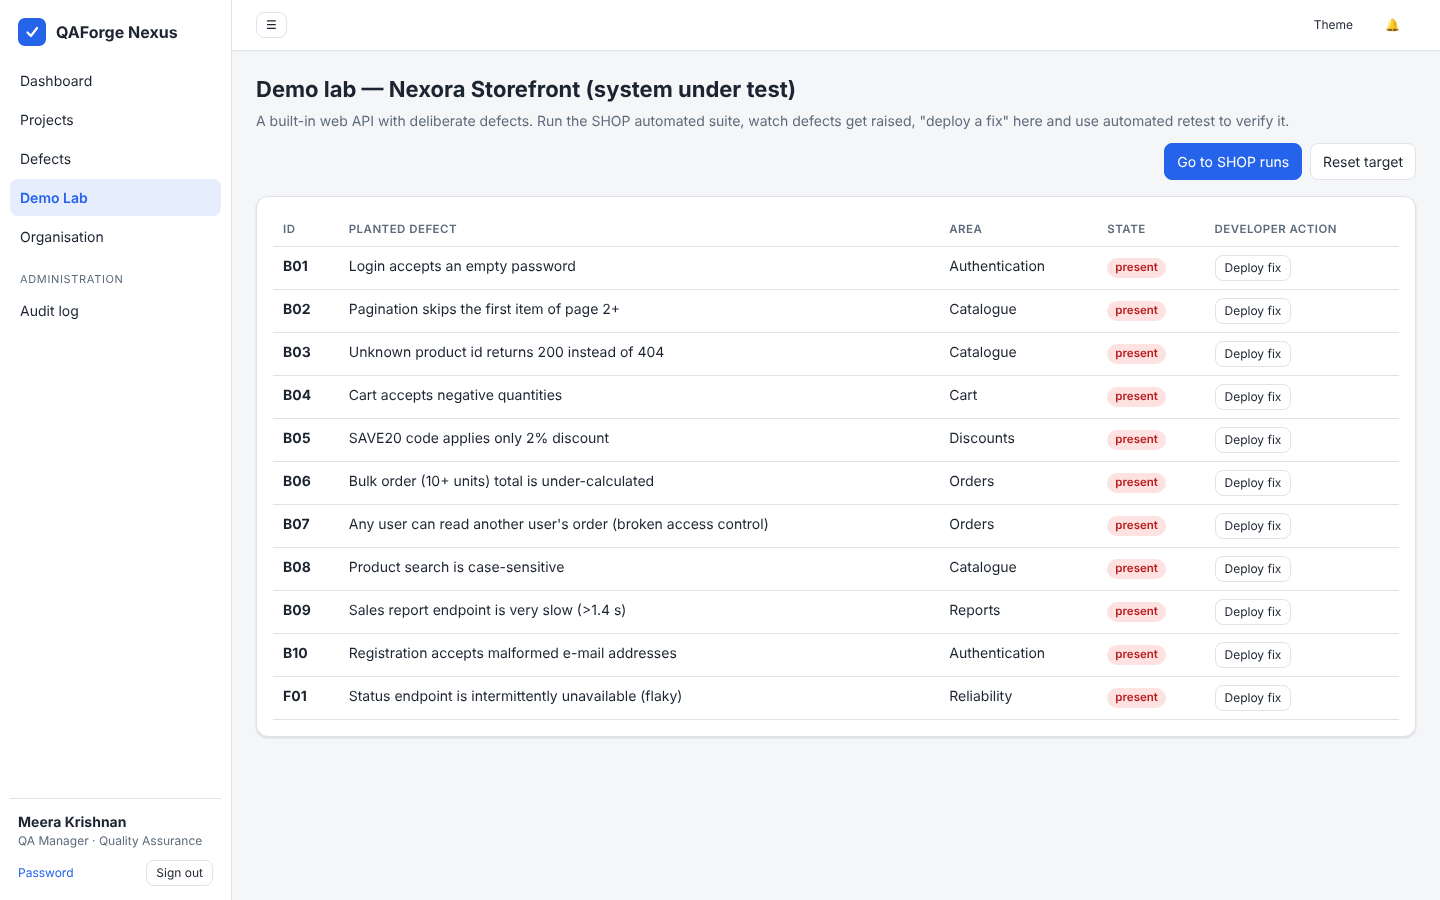 QAForge Nexus
Dashboard
Projects
Defects
Demo Lab
Organisation
ADMINISTRATION
Audit log
Meera Krishnan
QA Manager · Quality Assurance
Password
Sign out
☰
Theme
Demo lab — Nexora Storefront (system under test)
A built-in web API with deliberate defects. Run the SHOP automated suite, watch defects get raised, "deploy a fix" here and use automated retest to verify it.
Go to SHOP runs
Reset target
ID PLANTED DEFECT AREA STATE DEVELOPER ACTION
B01 Login accepts an empty password Authentication present Deploy fix
B02 Pagination skips the first item of page 2+ Catalogue present Deploy fix
B03 Unknown product id returns 200 instead of 404 Catalogue present Deploy fix
B04 Cart accepts negative quantities Cart present Deploy fix
B05 SAVE20 code applies only 2% discount Discounts present Deploy fix
B06 Bulk order (10+ units) total is under-calculated Orders present Deploy fix
B07 Any user can read another user's order (broken access control) Orders present Deploy fix
B08 Product search is case-sensitive Catalogue present Deploy fix
B09 Sales report endpoint is very slow (>1.4 s) Reports present Deploy fix
B10 Registration accepts malformed e-mail addresses Authentication present Deploy fix
F01 Status endpoint is intermittently unavailable (flaky) Reliability present Deploy fix